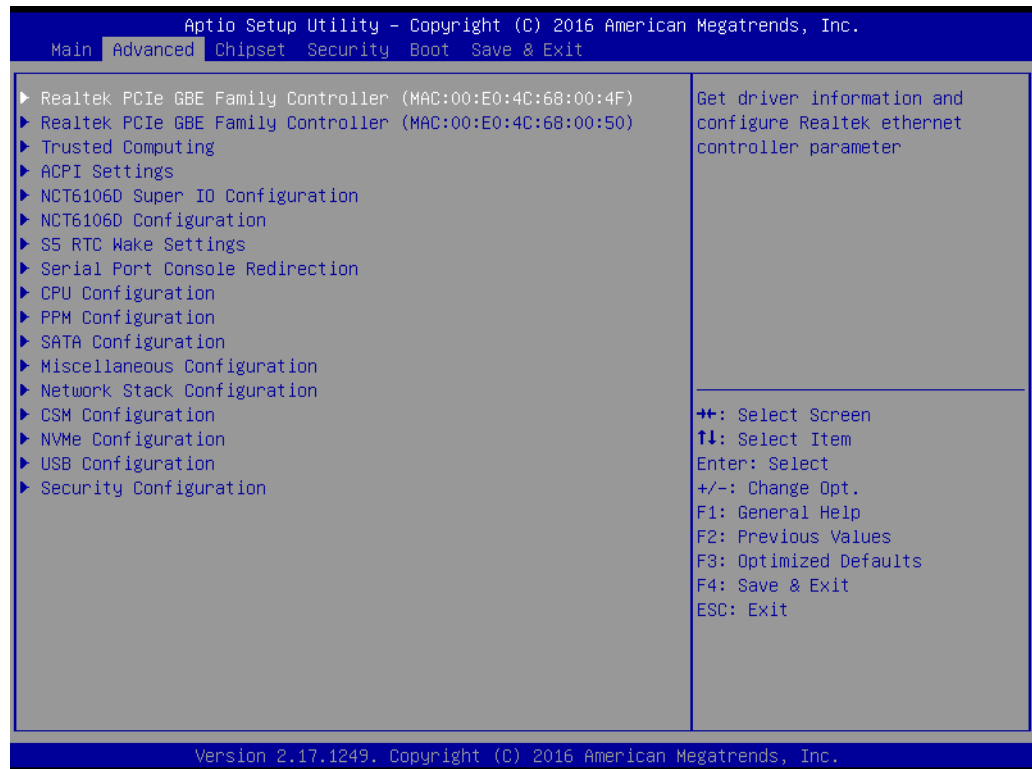 Aptio Setup Utility – Copyright (C) 2016 American Megatrends, Inc.
Main Advanced Chipset Security Boot Save & Exit
▶ Realtek PCIe GBE Family Controller (MAC:00:E0:4C:68:00:4F)
▶ Realtek PCIe GBE Family Controller (MAC:00:E0:4C:68:00:50)
▶ Trusted Computing
▶ ACPI Settings
▶ NCT6106D Super IO Configuration
▶ NCT6106D Configuration
▶ S5 RTC Wake Settings
▶ Serial Port Console Redirection
▶ CPU Configuration
▶ PPM Configuration
▶ SATA Configuration
▶ Miscellaneous Configuration
▶ Network Stack Configuration
▶ CSM Configuration
▶ NVMe Configuration
▶ USB Configuration
▶ Security Configuration
Get driver information and
configure Realtek ethernet
controller parameter
→←: Select Screen
↑↓: Select Item
Enter: Select
+/-: Change Opt.
F1: General Help
F2: Previous Values
F3: Optimized Defaults
F4: Save & Exit
ESC: Exit
Version 2.17.1249. Copyright (C) 2016 American Megatrends, Inc.